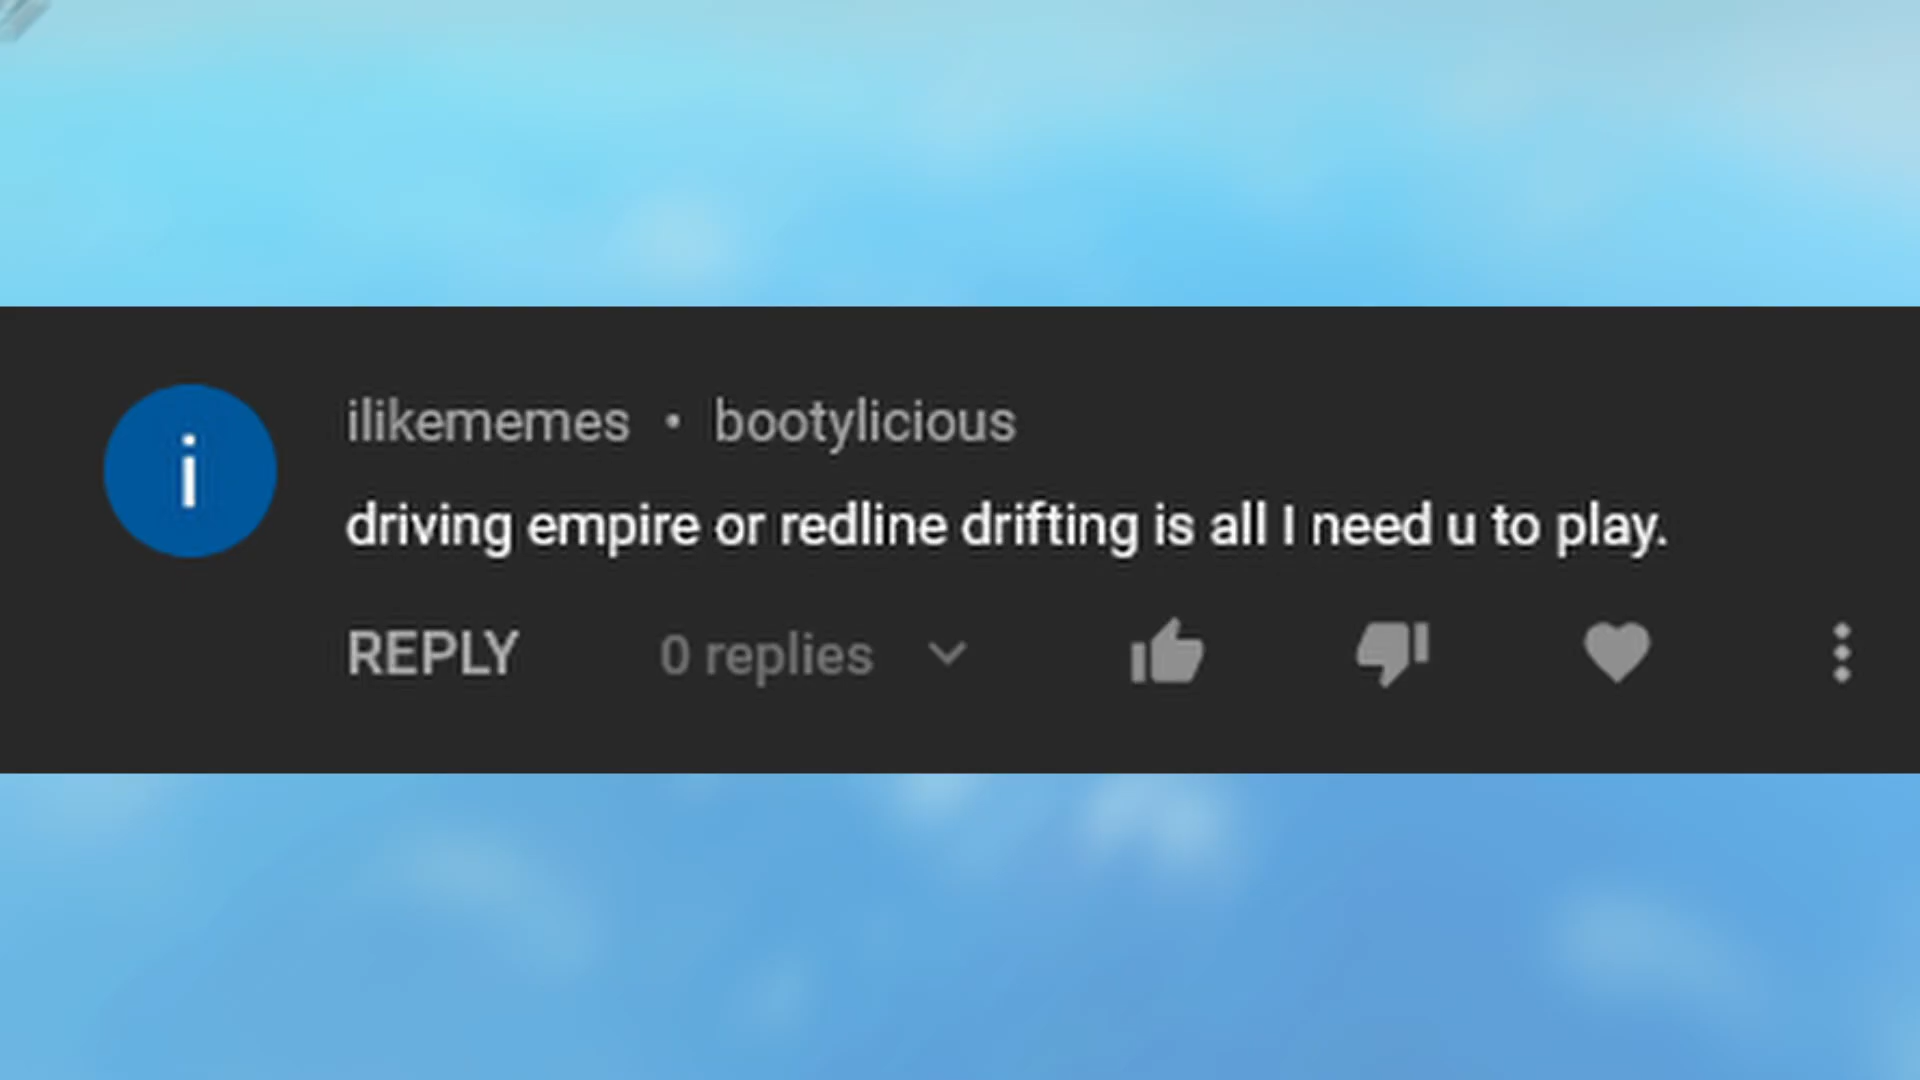 i
ilikememes • bootylicious
driving empire or redline drifting is all I need u to play.
REPLY 0 replies